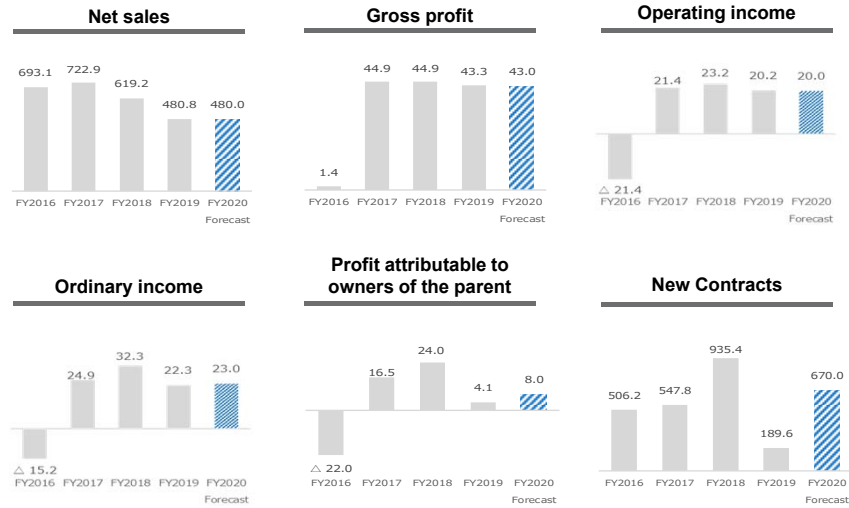 Net sales
693.1 722.9 619.2 480.8 480.0
FY2016 FY2017 FY2018 FY2019 FY2020
Forecast
Gross profit
1.4 44.9 44.9 43.3 43.0
FY2016 FY2017 FY2018 FY2019 FY2020
Forecast
Operating income
21.4 23.2 20.2 20.0
△ 21.4
FY2016 FY2017 FY2018 FY2019 FY2020
Forecast
Ordinary income
24.9 32.3 22.3 23.0
△ 15.2
FY2016 FY2017 FY2018 FY2019 FY2020
Forecast
Profit attributable to
owners of the parent
16.5 24.0 4.1 8.0
△ 22.0
FY2016 FY2017 FY2018 FY2019 FY2020
Forecast
New Contracts
506.2 547.8 935.4 189.6 670.0
FY2016 FY2017 FY2018 FY2019 FY2020
Forecast